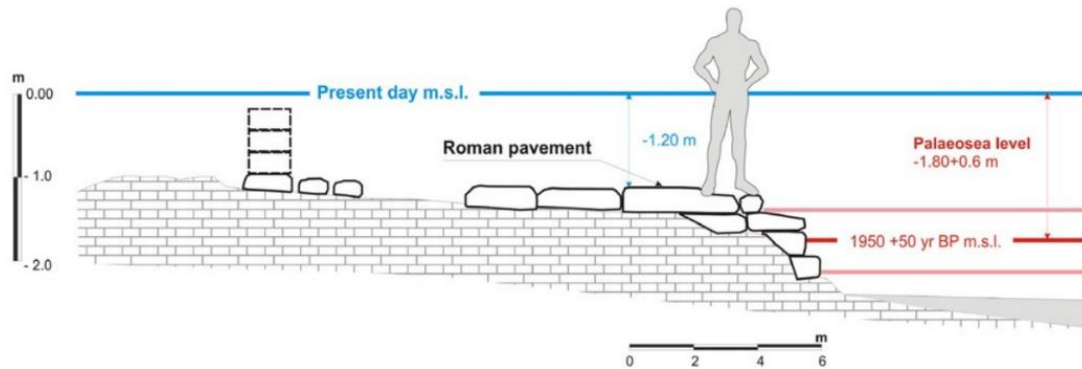 m
0.00
Present day m.s.l.
-1.20 m
Roman pavement
Palaeosea level
-1.80+0.6 m
- 1.0
1950 +50 yr BP m.s.l.
- 2.0
m
0 2 4 6